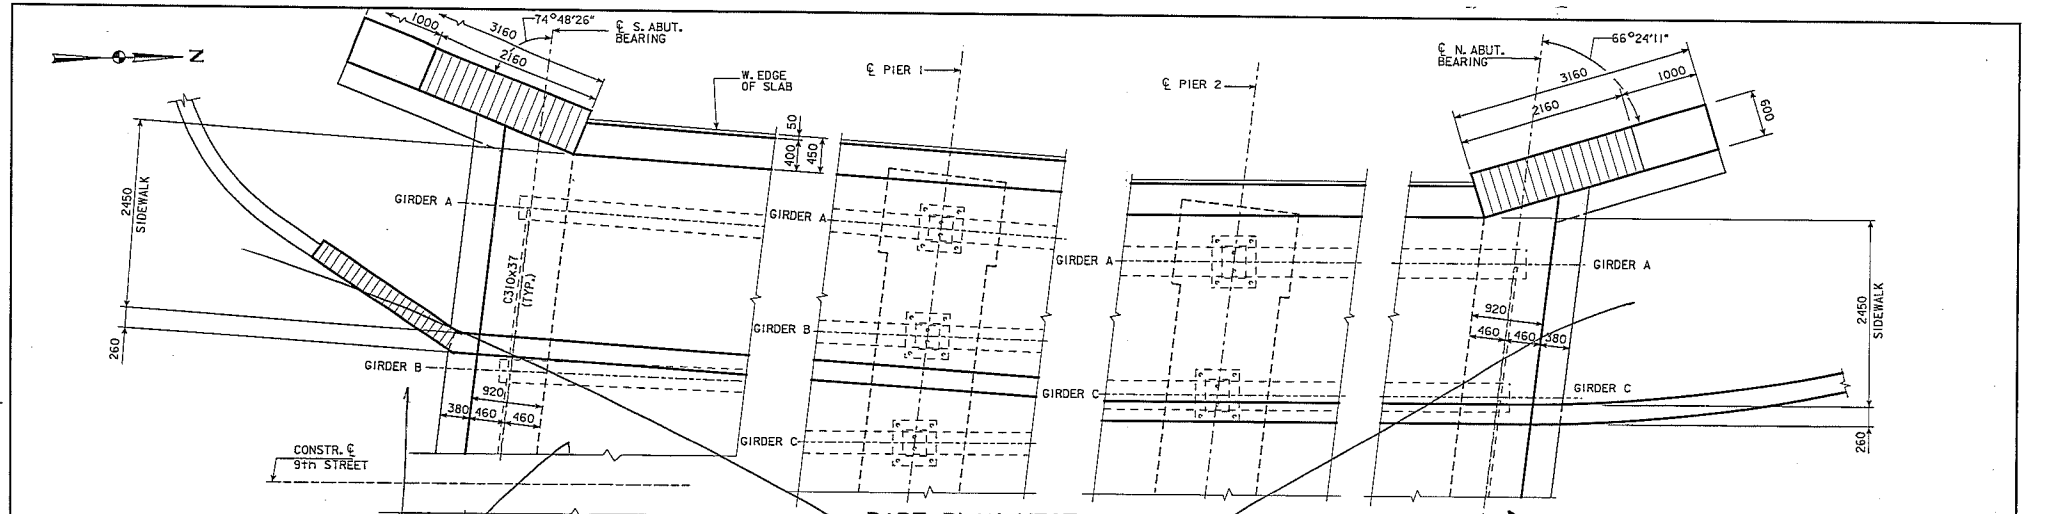 N
1000
3160
2160
74°48'26"
℄ S. ABUT.
BEARING
W. EDGE
OF SLAB
50
400
450
℄ PIER 1
℄ PIER 2
℄ N. ABUT.
BEARING
66°24'11"
3160
1000
2160
600
2450
SIDEWALK
260
GIRDER A
GIRDER A
GIRDER A
GIRDER A
C310x37
(TYP.)
GIRDER B
GIRDER B
GIRDER C
GIRDER C
GIRDER C
920
380
460
460
920
460
460
380
2450
SIDEWALK
260
CONSTR. ℄
9th STREET